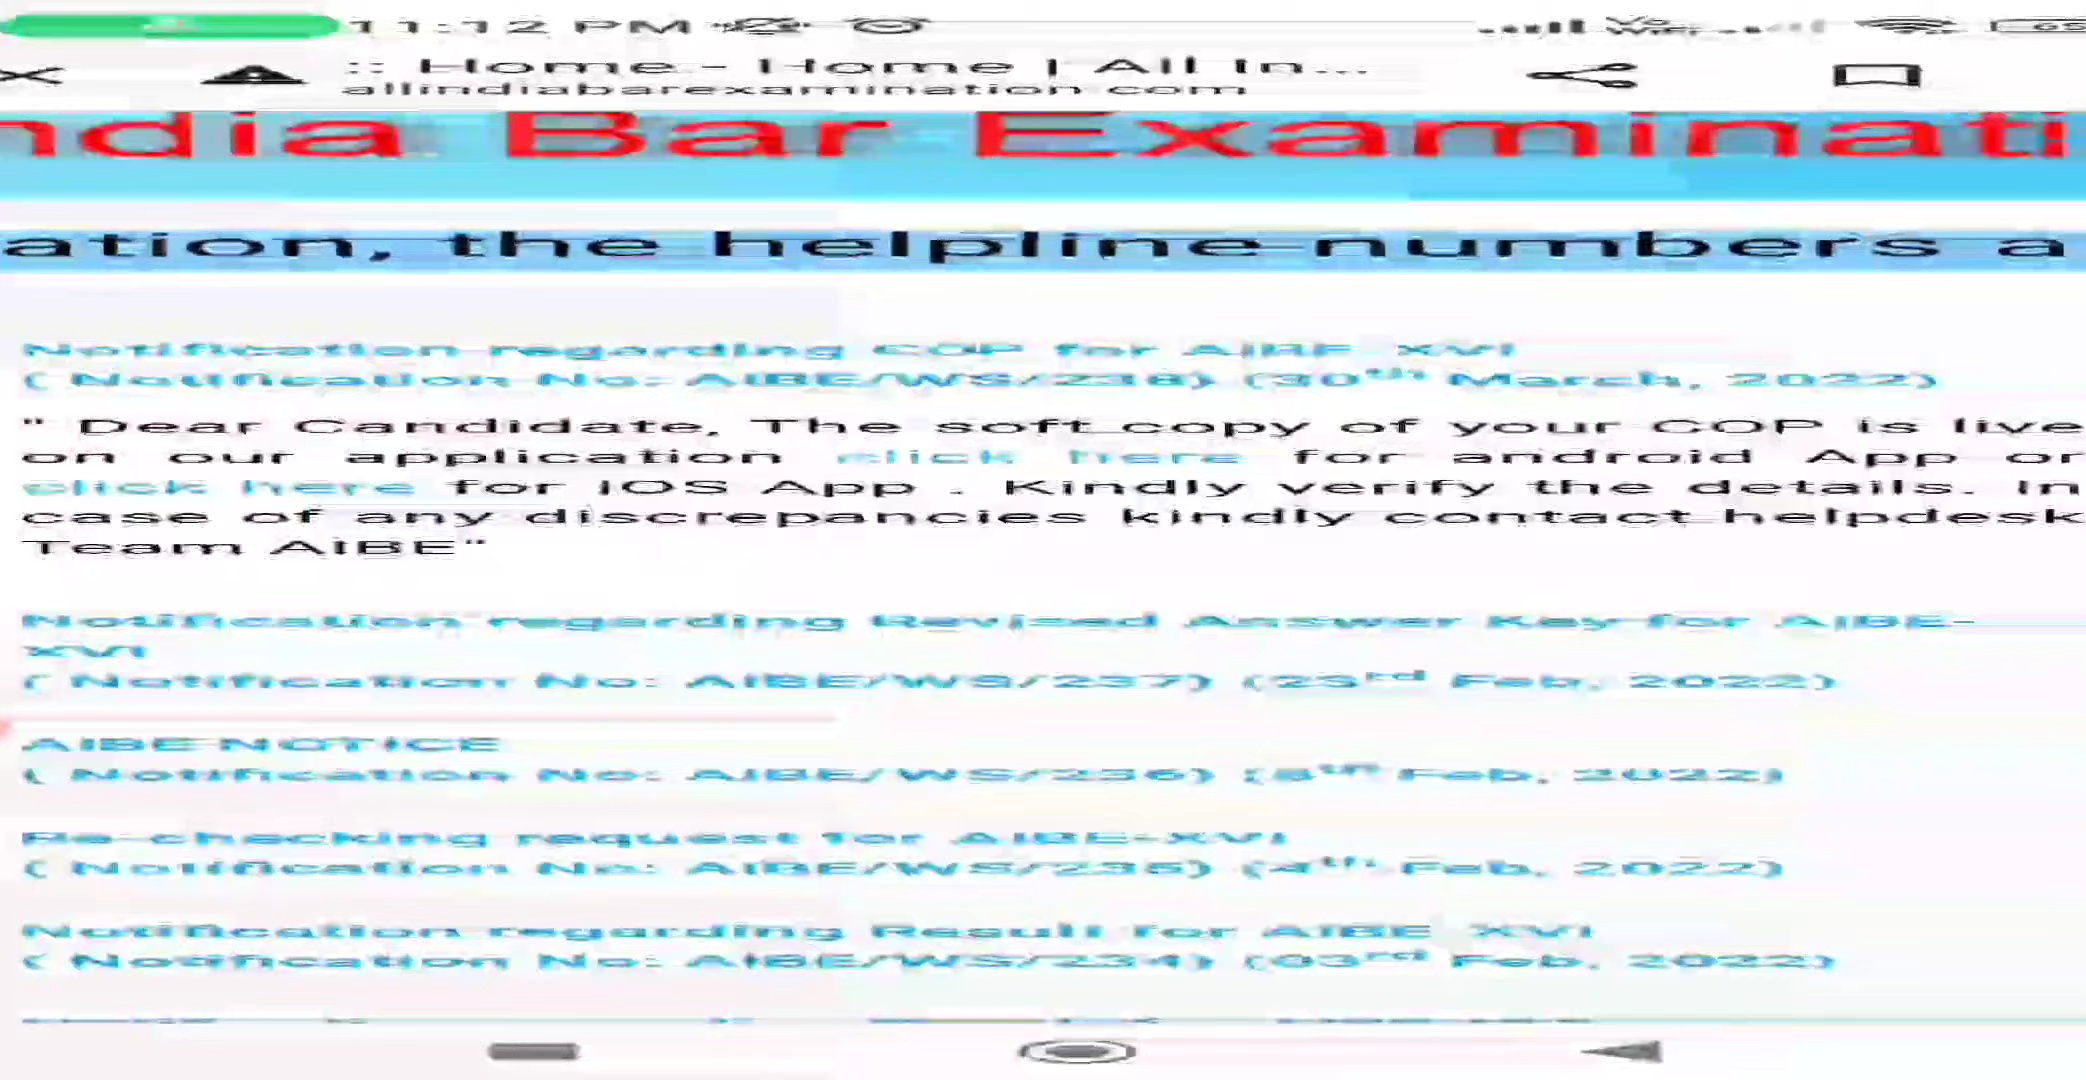 11:12 PM
:: Home - Home | All In...
allindiabarexamination.com
ndia Bar Examinati
ation, the helpline numbers a
Notification regarding COP for AIBE XVI
( Notification No: AIBE/WS/238) (30th March, 2022)
" Dear Candidate, The soft copy of your COP is live
on our application click here for android App or
click here for IOS App . Kindly verify the details. In
case of any discrepancies kindly contact helpdesk
Team AIBE"
Notification regarding Revised Answer Key for AIBE-
XVI
( Notification No: AIBE/WS/237) (23rd Feb, 2022)
AIBE NOTICE
( Notification No: AIBE/WS/236) (8th Feb, 2022)
Re-checking request for AIBE-XVI
( Notification No: AIBE/WS/235) (4th Feb, 2022)
Notification regarding Result for AIBE XVI
( Notification No: AIBE/WS/234) (03rd Feb, 2022)